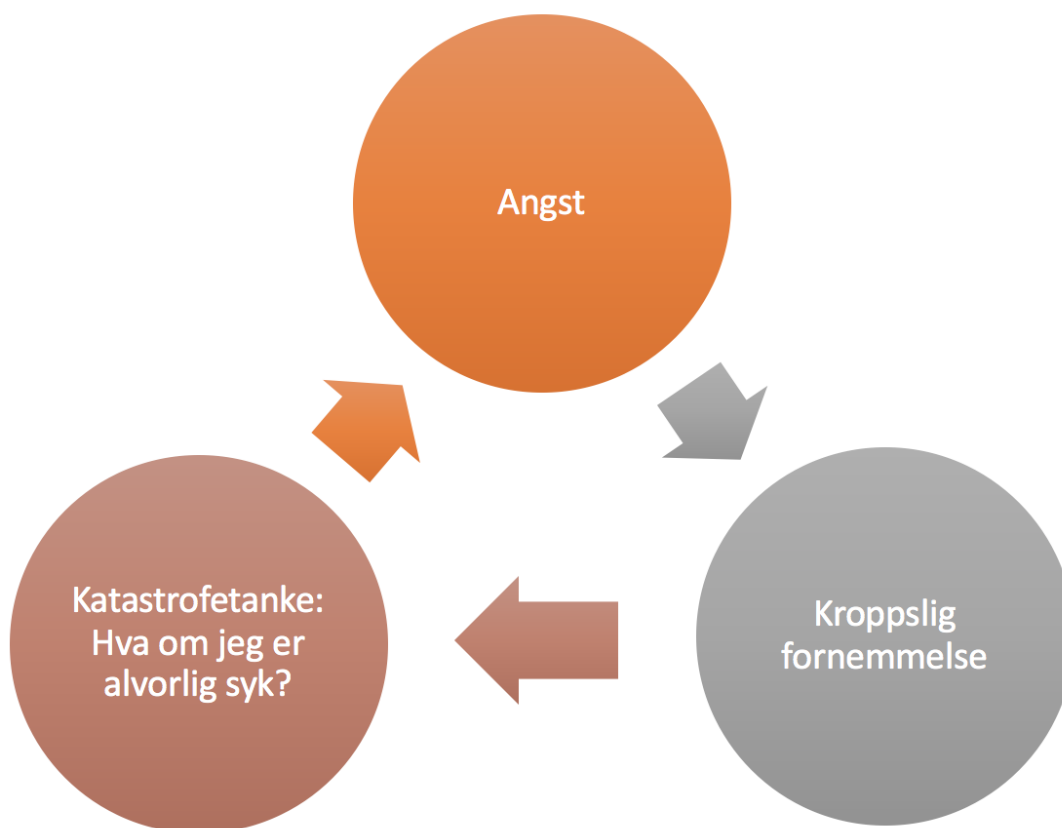 Angst
Kroppslig
fornemmelse
Katastrofetanke:
Hva om jeg er
alvorlig syk?